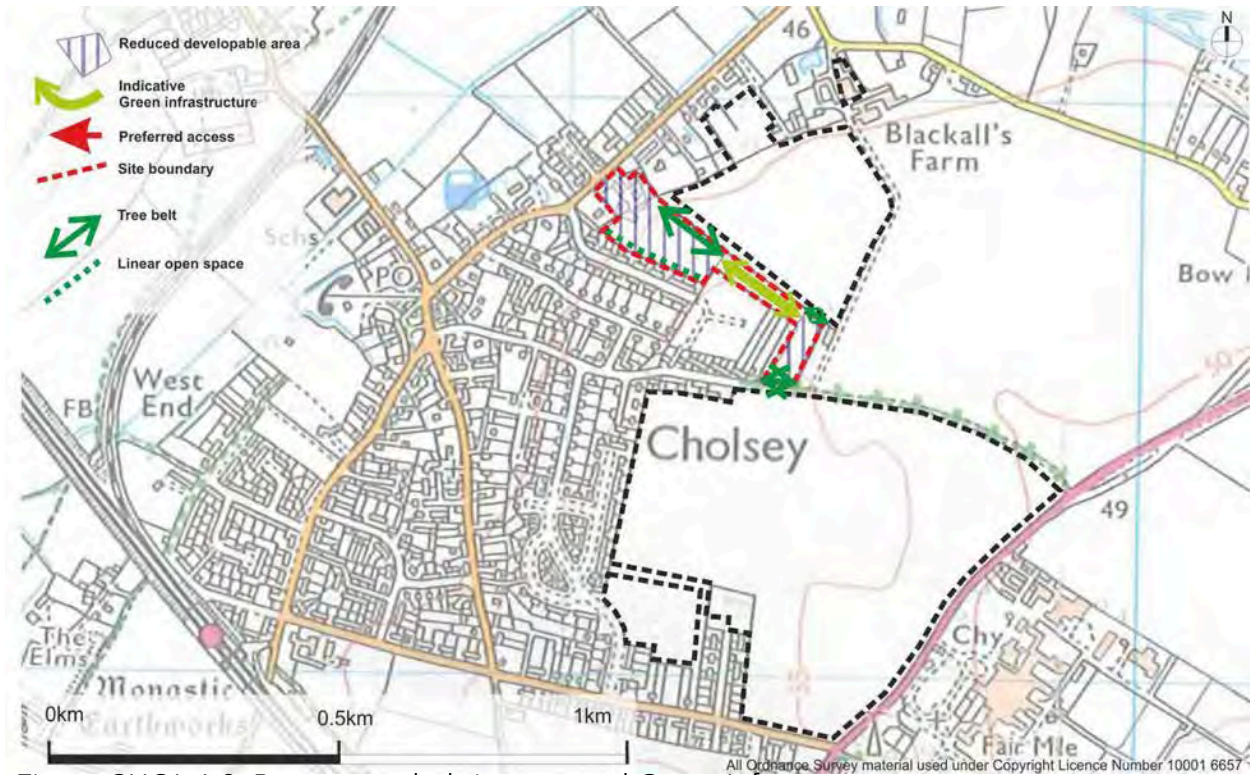 Reduced developable area
Indicative
Green infrastructure
Preferred access
Site boundary
Tree belt
Linear open space
N
46
Blackall's
Farm
Schs
PO
Bow
West
End
FB
Cholsey
50
49
The
Elms
Monastic
Earthworks
Chy
Fair Mile
0km
0.5km
1km
All Ordnance Survey material used under Copyright Licence Number 10001 6657